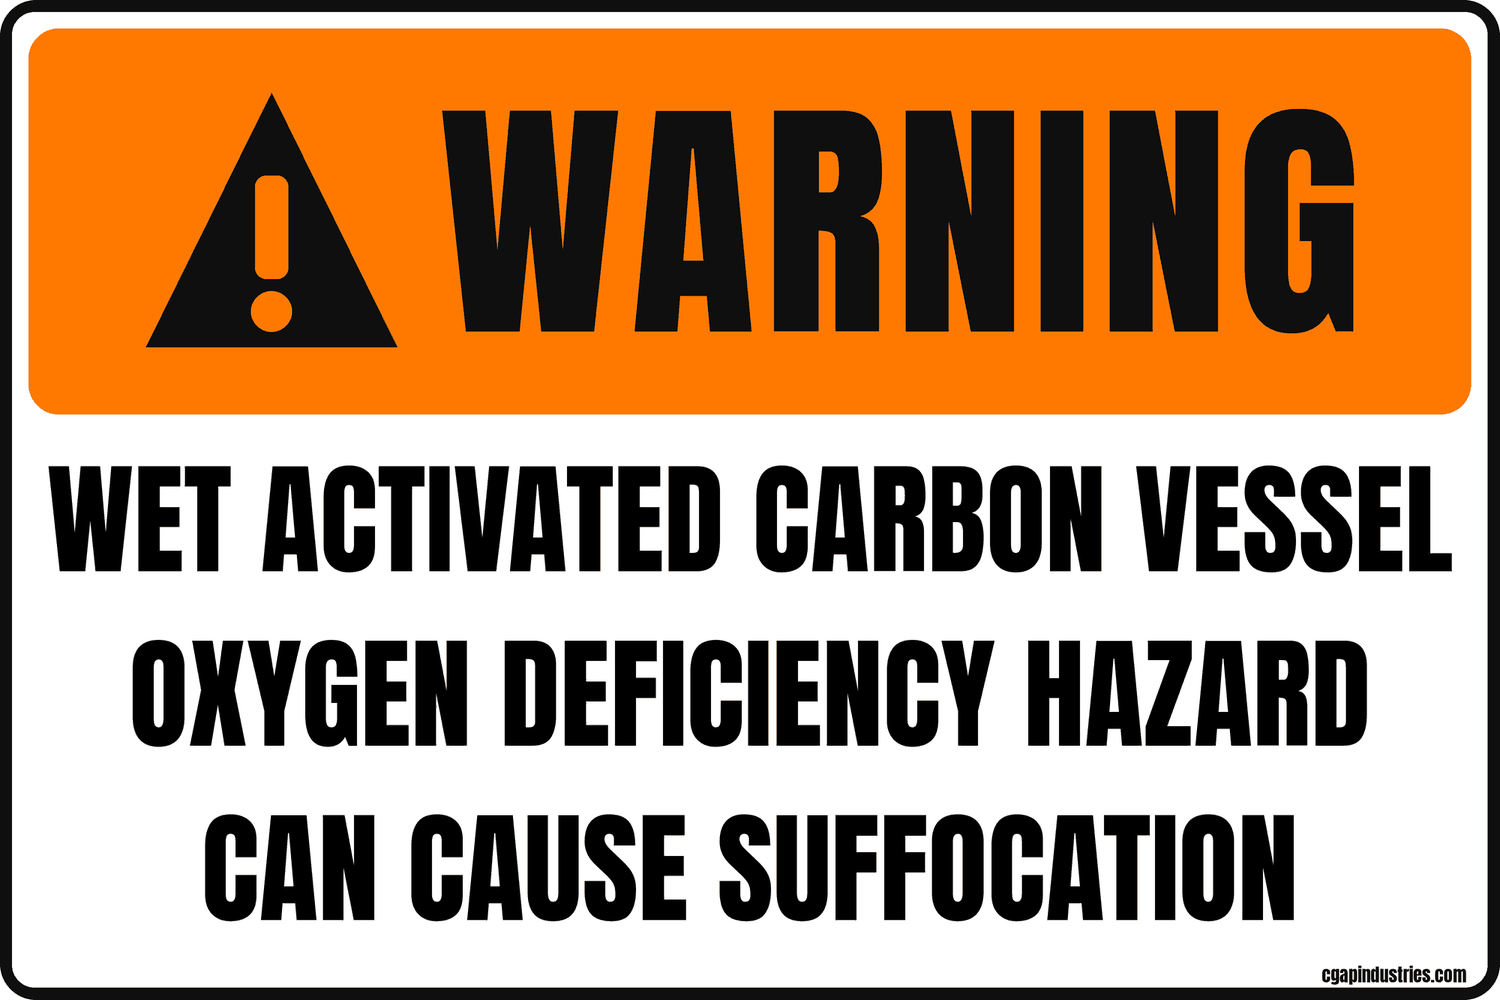 WARNING
WET ACTIVATED CARBON VESSEL
OXYGEN DEFICIENCY HAZARD
CAN CAUSE SUFFOCATION
cgapindustries.com